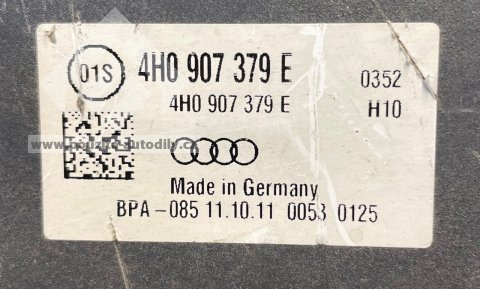 01S 4H0 907 379 E 0352
4H0 907 379 E H10
www.pouzite-autodily.cz
Made in Germany
BPA-085 11.10.11 0053 0125